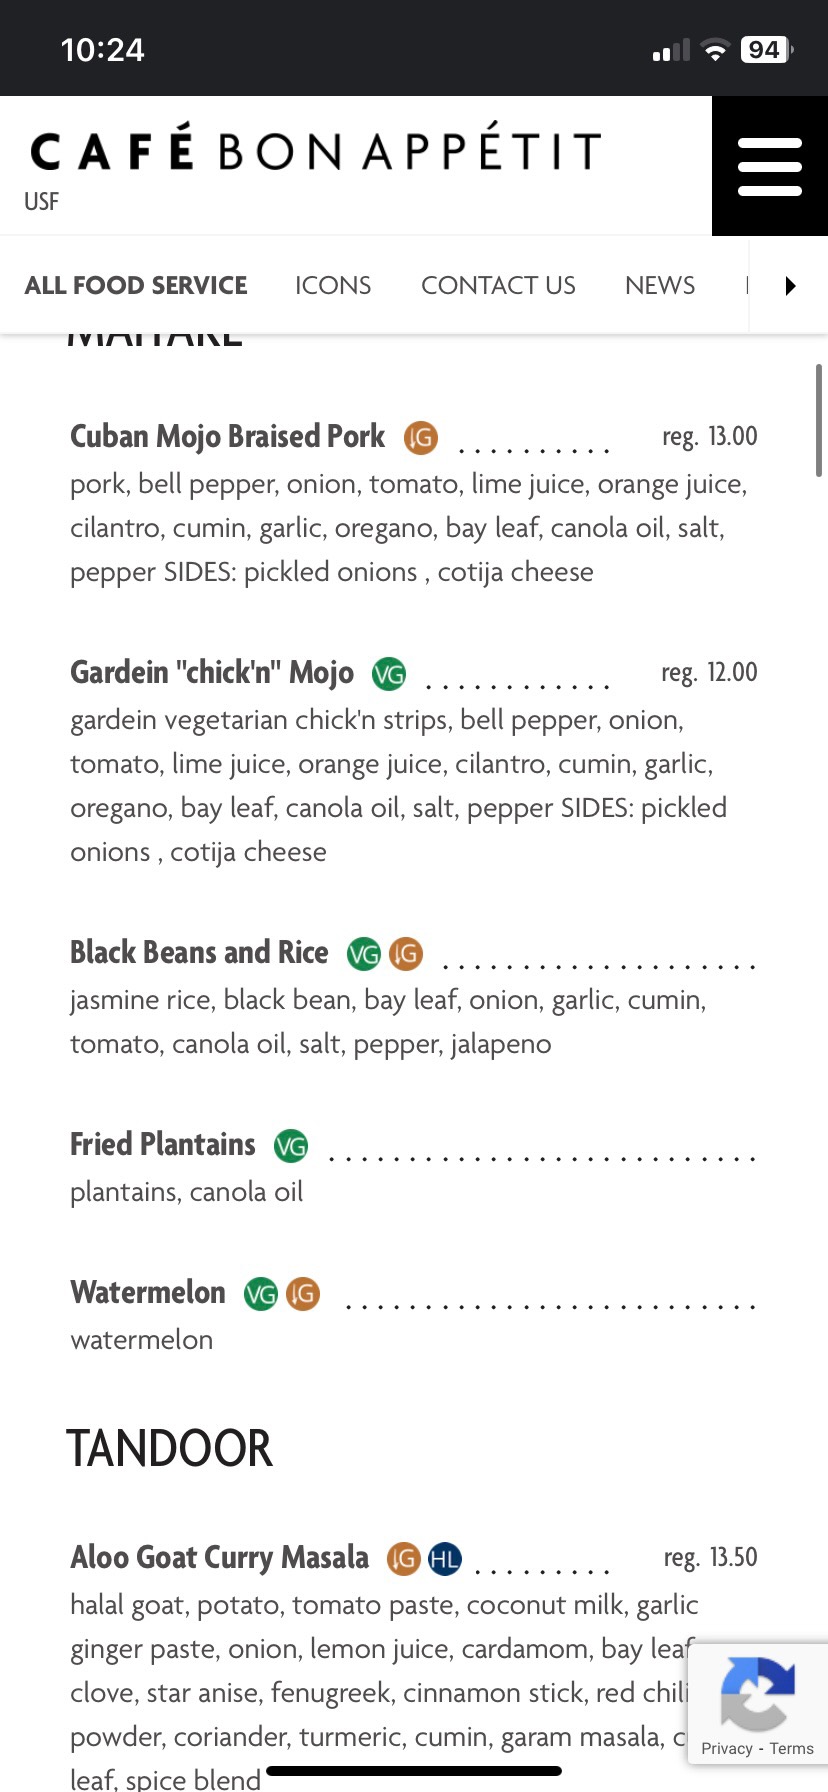 10:24
94
CAFÉ BON APPÉTIT
USF
ALL FOOD SERVICE ICONS CONTACT US NEWS
Cuban Mojo Braised Pork G reg. 13.00
pork, bell pepper, onion, tomato, lime juice, orange juice,
cilantro, cumin, garlic, oregano, bay leaf, canola oil, salt,
pepper SIDES: pickled onions , cotija cheese
Gardein "chick'n" Mojo VG reg. 12.00
gardein vegetarian chick'n strips, bell pepper, onion,
tomato, lime juice, orange juice, cilantro, cumin, garlic,
oregano, bay leaf, canola oil, salt, pepper SIDES: pickled
onions , cotija cheese
Black Beans and Rice VG G
jasmine rice, black bean, bay leaf, onion, garlic, cumin,
tomato, canola oil, salt, pepper, jalapeno
Fried Plantains VG
plantains, canola oil
Watermelon VG G
watermelon
TANDOOR
Aloo Goat Curry Masala G HL reg. 13.50
halal goat, potato, tomato paste, coconut milk, garlic
ginger paste, onion, lemon juice, cardamom, bay leaf
clove, star anise, fenugreek, cinnamon stick, red chili
powder, coriander, turmeric, cumin, garam masala,
leaf, spice blend
Privacy - Terms